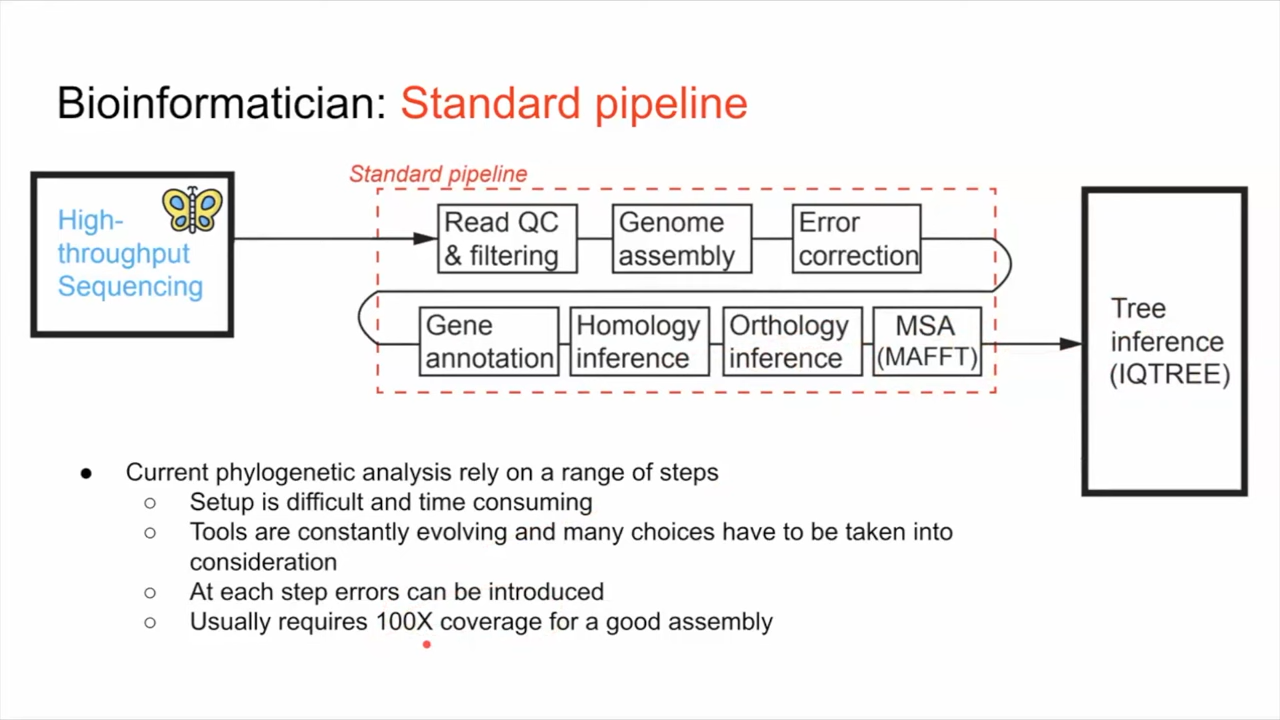 Bioinformatician: Standard pipeline
Standard pipeline
High-
throughput
Sequencing
Read QC
& filtering
Genome
assembly
Error
correction
Gene
annotation
Homology
inference
Orthology
inference
MSA
(MAFFT)
Tree
inference
(IQTREE)
● Current phylogenetic analysis rely on a range of steps
○ Setup is difficult and time consuming
○ Tools are constantly evolving and many choices have to be taken into
consideration
○ At each step errors can be introduced
○ Usually requires 100X coverage for a good assembly